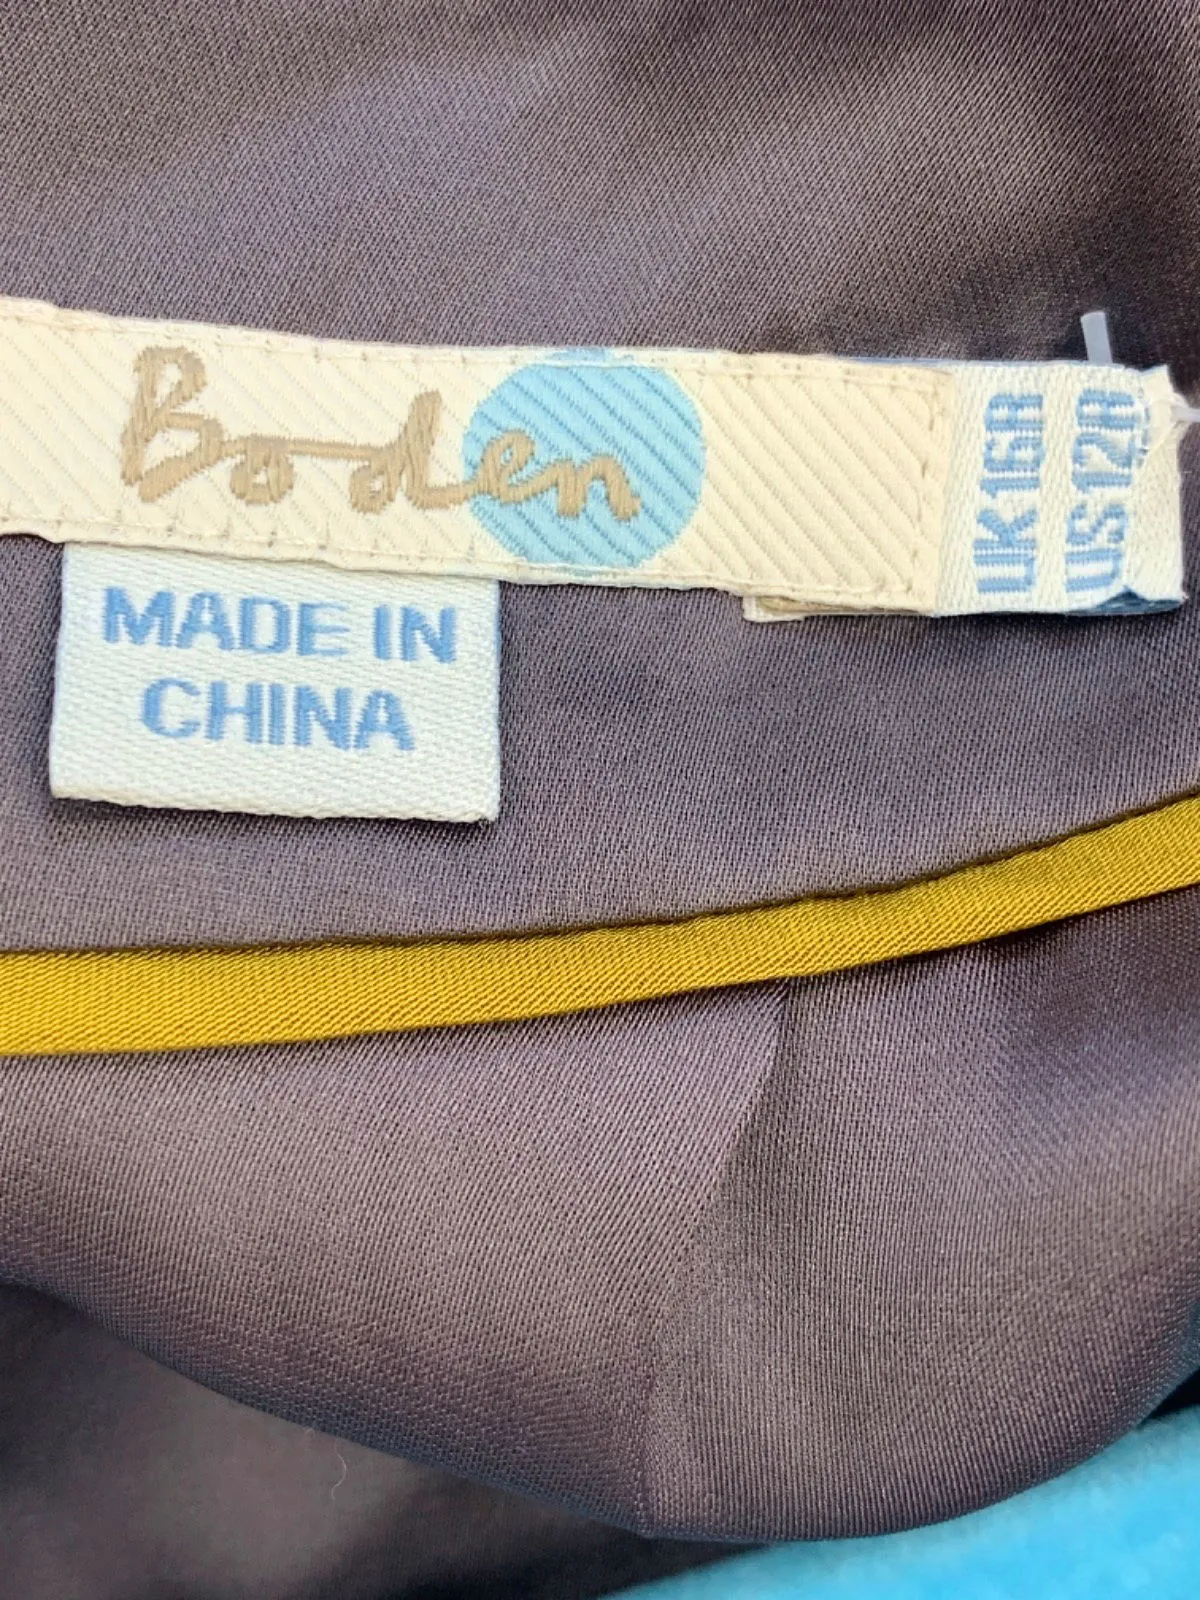 Boden
UK 16R
US 12R
MADE IN
CHINA